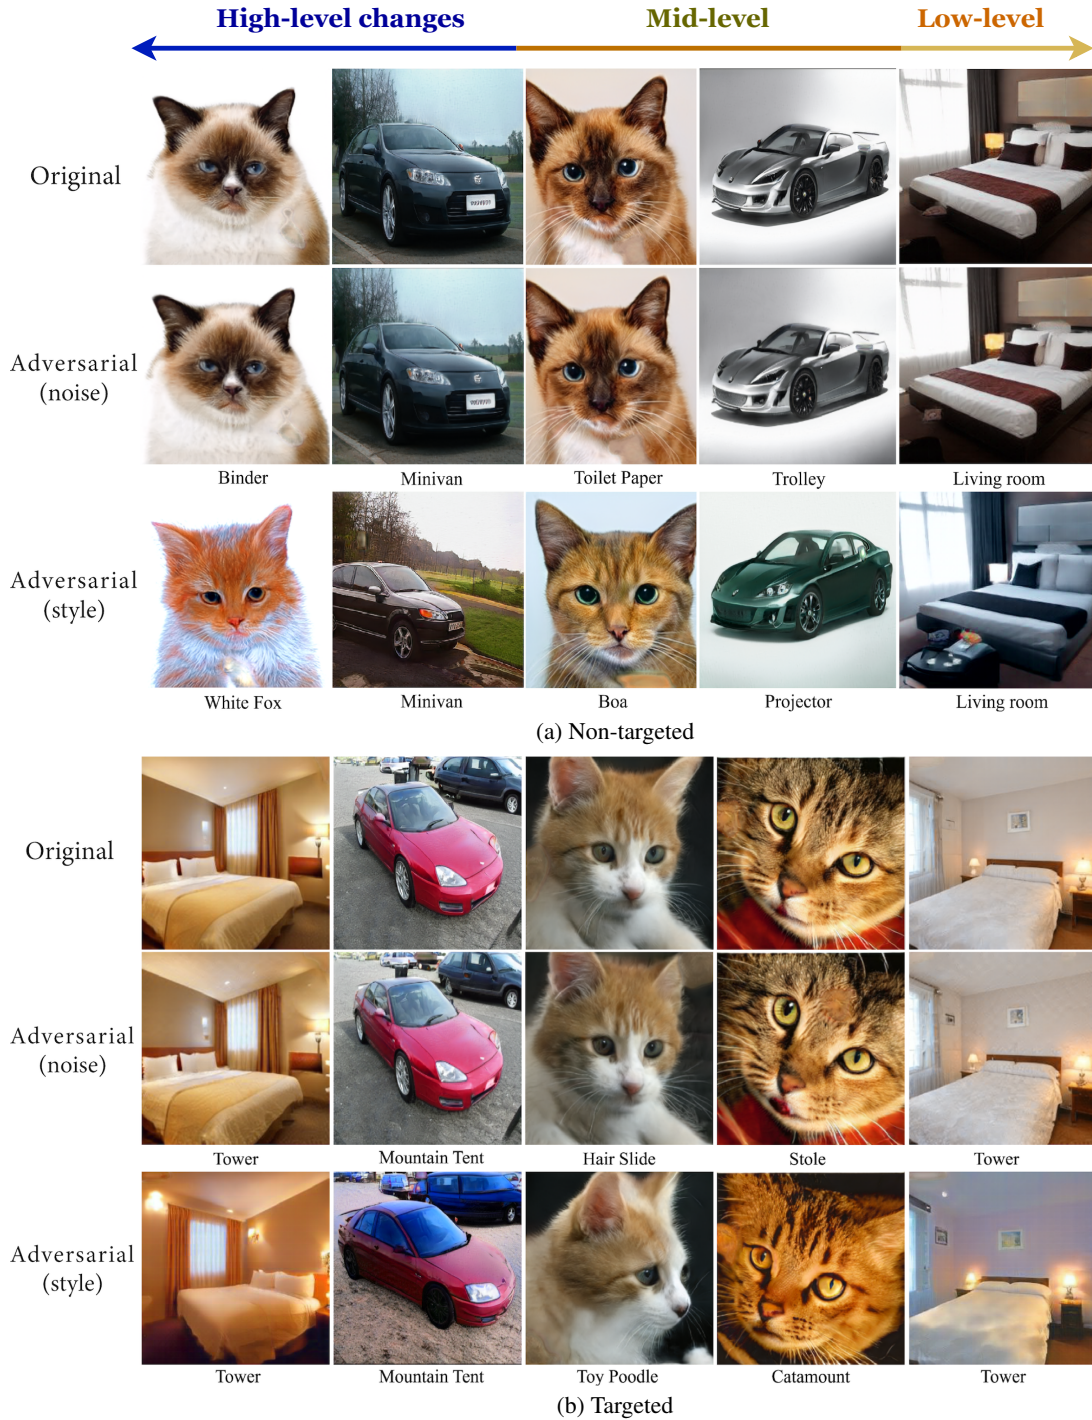 High-level changes Mid-level Low-level
Original
Adversarial
(noise)
Binder Minivan Toilet Paper Trolley Living room
Adversarial
(style)
White Fox Minivan Boa Projector Living room
(a) Non-targeted
Original
Adversarial
(noise)
Tower Mountain Tent Hair Slide Stole Tower
Adversarial
(style)
Tower Mountain Tent Toy Poodle Catamount Tower
(b) Targeted